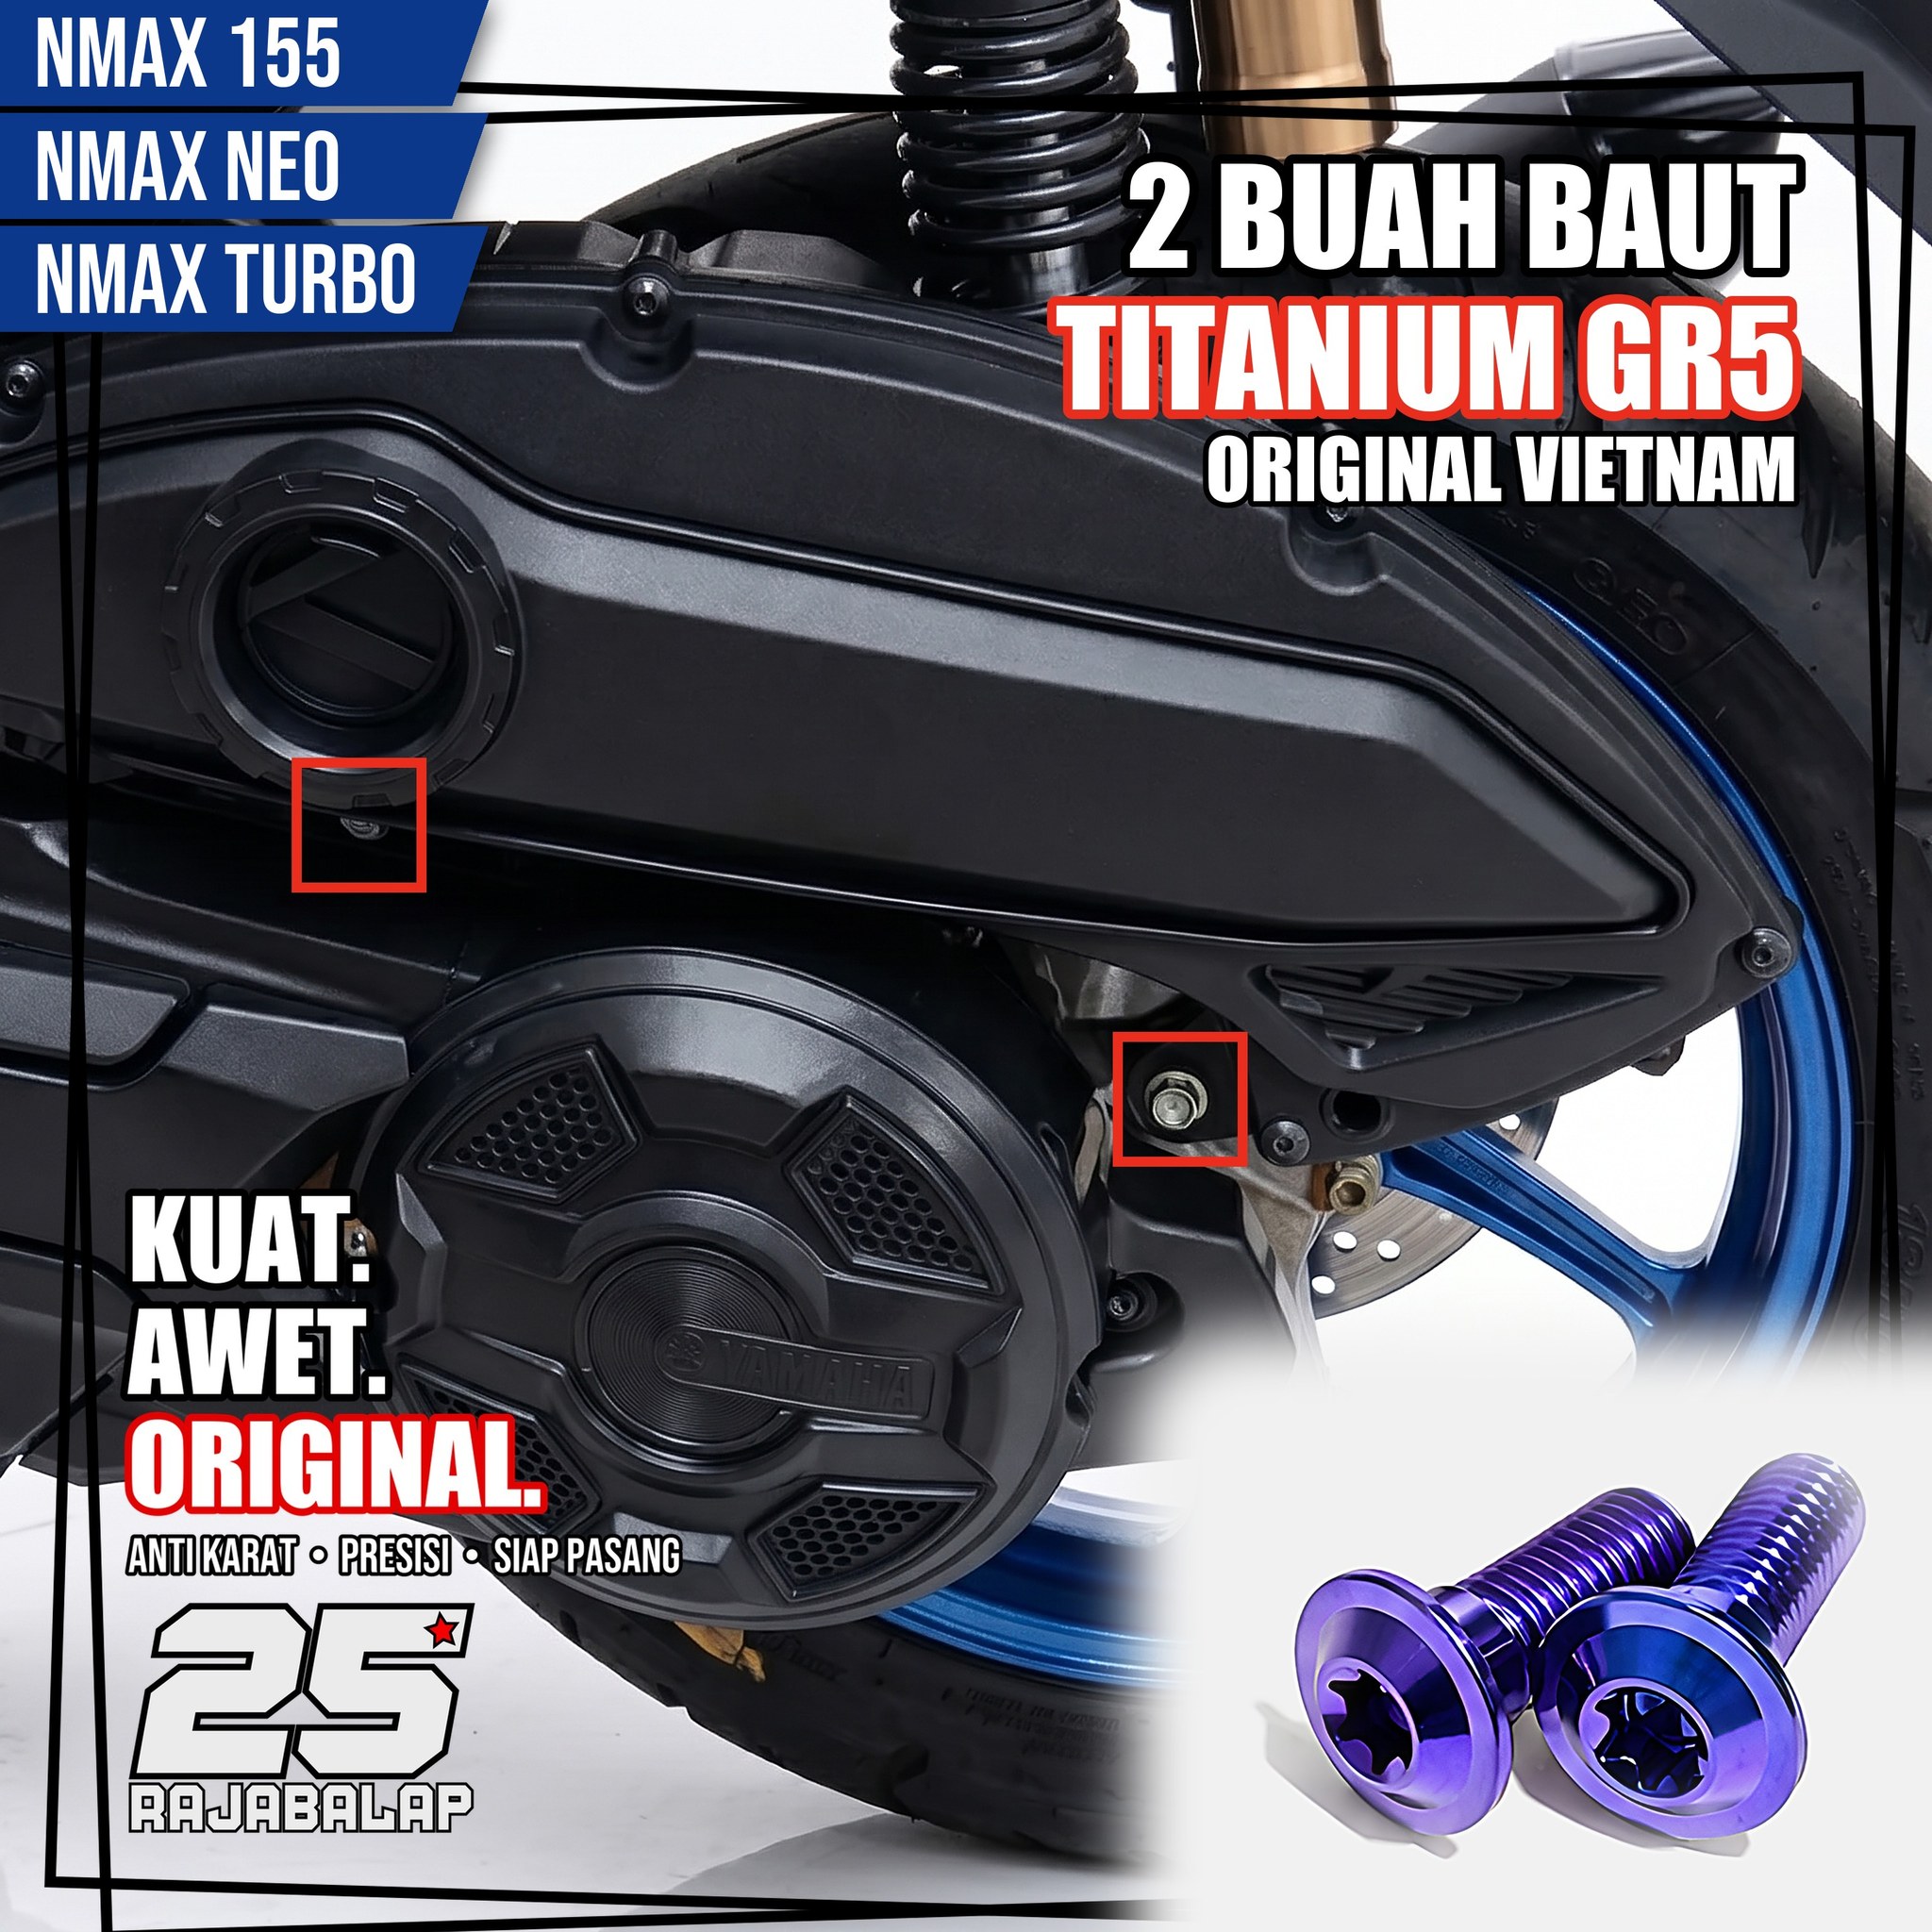 NMAX 155
NMAX NEO
NMAX TURBO
2 BUAH BAUT
TITANIUM GR5
ORIGINAL VIETNAM
YAMAHA
KUAT.
AWET.
ORIGINAL.
ANTI KARAT • PRESISI • SIAP PASANG
25
RAJABALAP